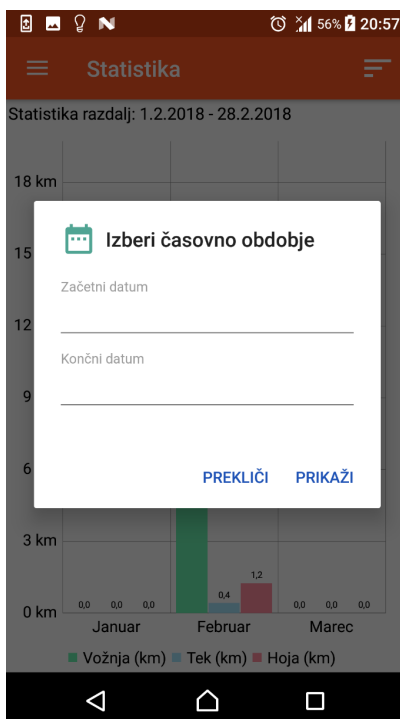 56% 20:57
Statistika
Statistika razdalj: 1.2.2018 - 28.2.2018
18 km
15
Izberi časovno obdobje
Začetni datum
12
Končni datum
9
6
PREKLIČI PRIKAŽI
3 km
1,2
0,4
0 km
0,0 0,0 0,0 0,0 0,0 0,0
Januar Februar Marec
Vožnja (km) Tek (km) Hoja (km)